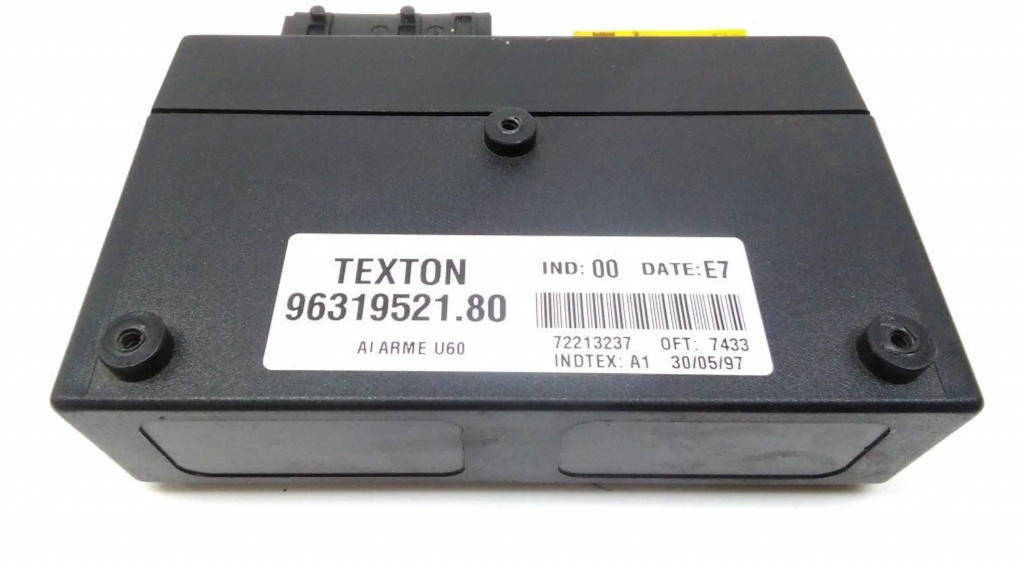 TEXTON
96319521.80
ALARME U60
IND: 00 DATE: E7
72213237 OFT: 7433
INDTEX: A1 30/05/97